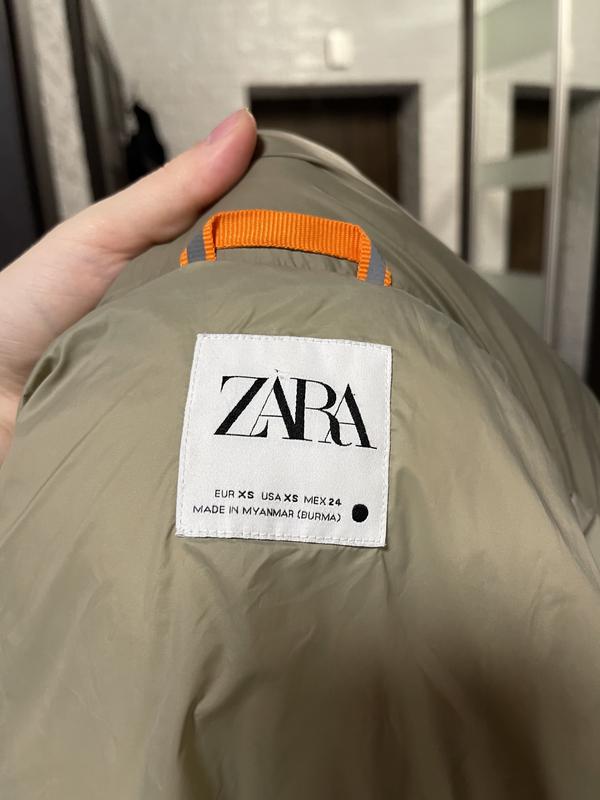 ZARA
EUR XS USA XS MEX 24
MADE IN MYANMAR (BURMA)